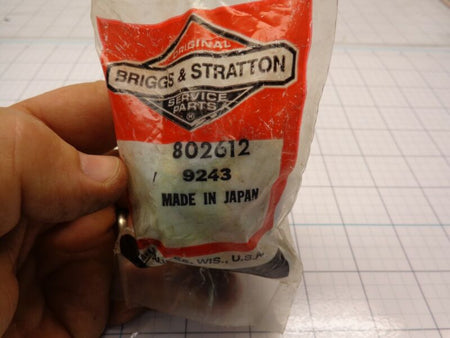 ORIGINAL
BRIGGS & STRATTON
SERVICE
PARTS
802612
9243
MADE IN JAPAN
WIS., U.S.A.